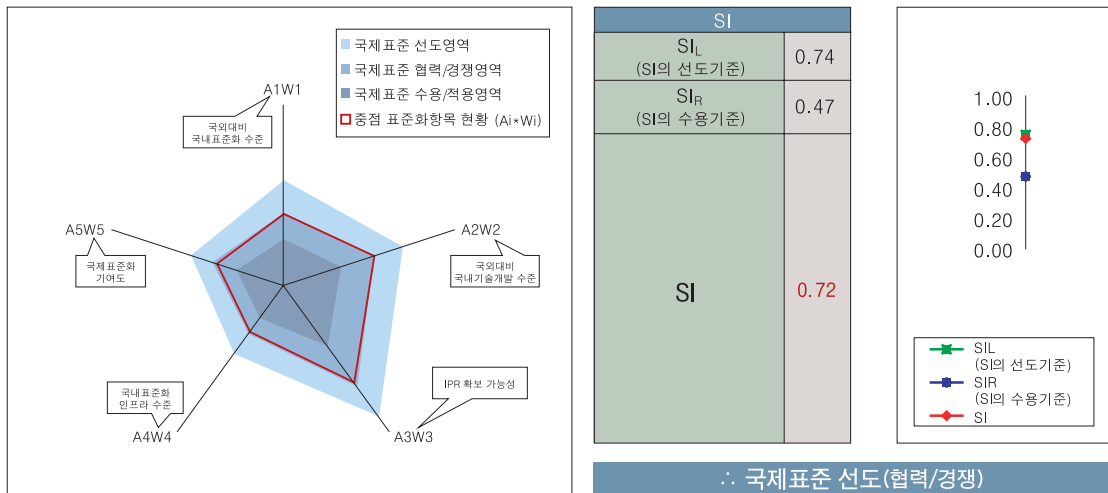 국제표준 선도영역
국제표준 협력/경쟁영역
국제표준 수용/적용영역
중점 표준화항목 현황 (Ai*Wi)
A1W1
국외대비
국내표준화 수준
A5W5
국제표준화
기여도
A2W2
국외대비
국내기술개발 수준
국내표준화
인프라 수준
A4W4
IPR 확보 가능성
A3W3
SI
SIL
(SI의 선도기준)
0.74
SIR
(SI의 수용기준)
0.47
SI
0.72
1.00
0.80
0.60
0.40
0.20
0.00
SIL
(SI의 선도기준)
SIR
(SI의 수용기준)
SI
∴ 국제표준 선도(협력/경쟁)